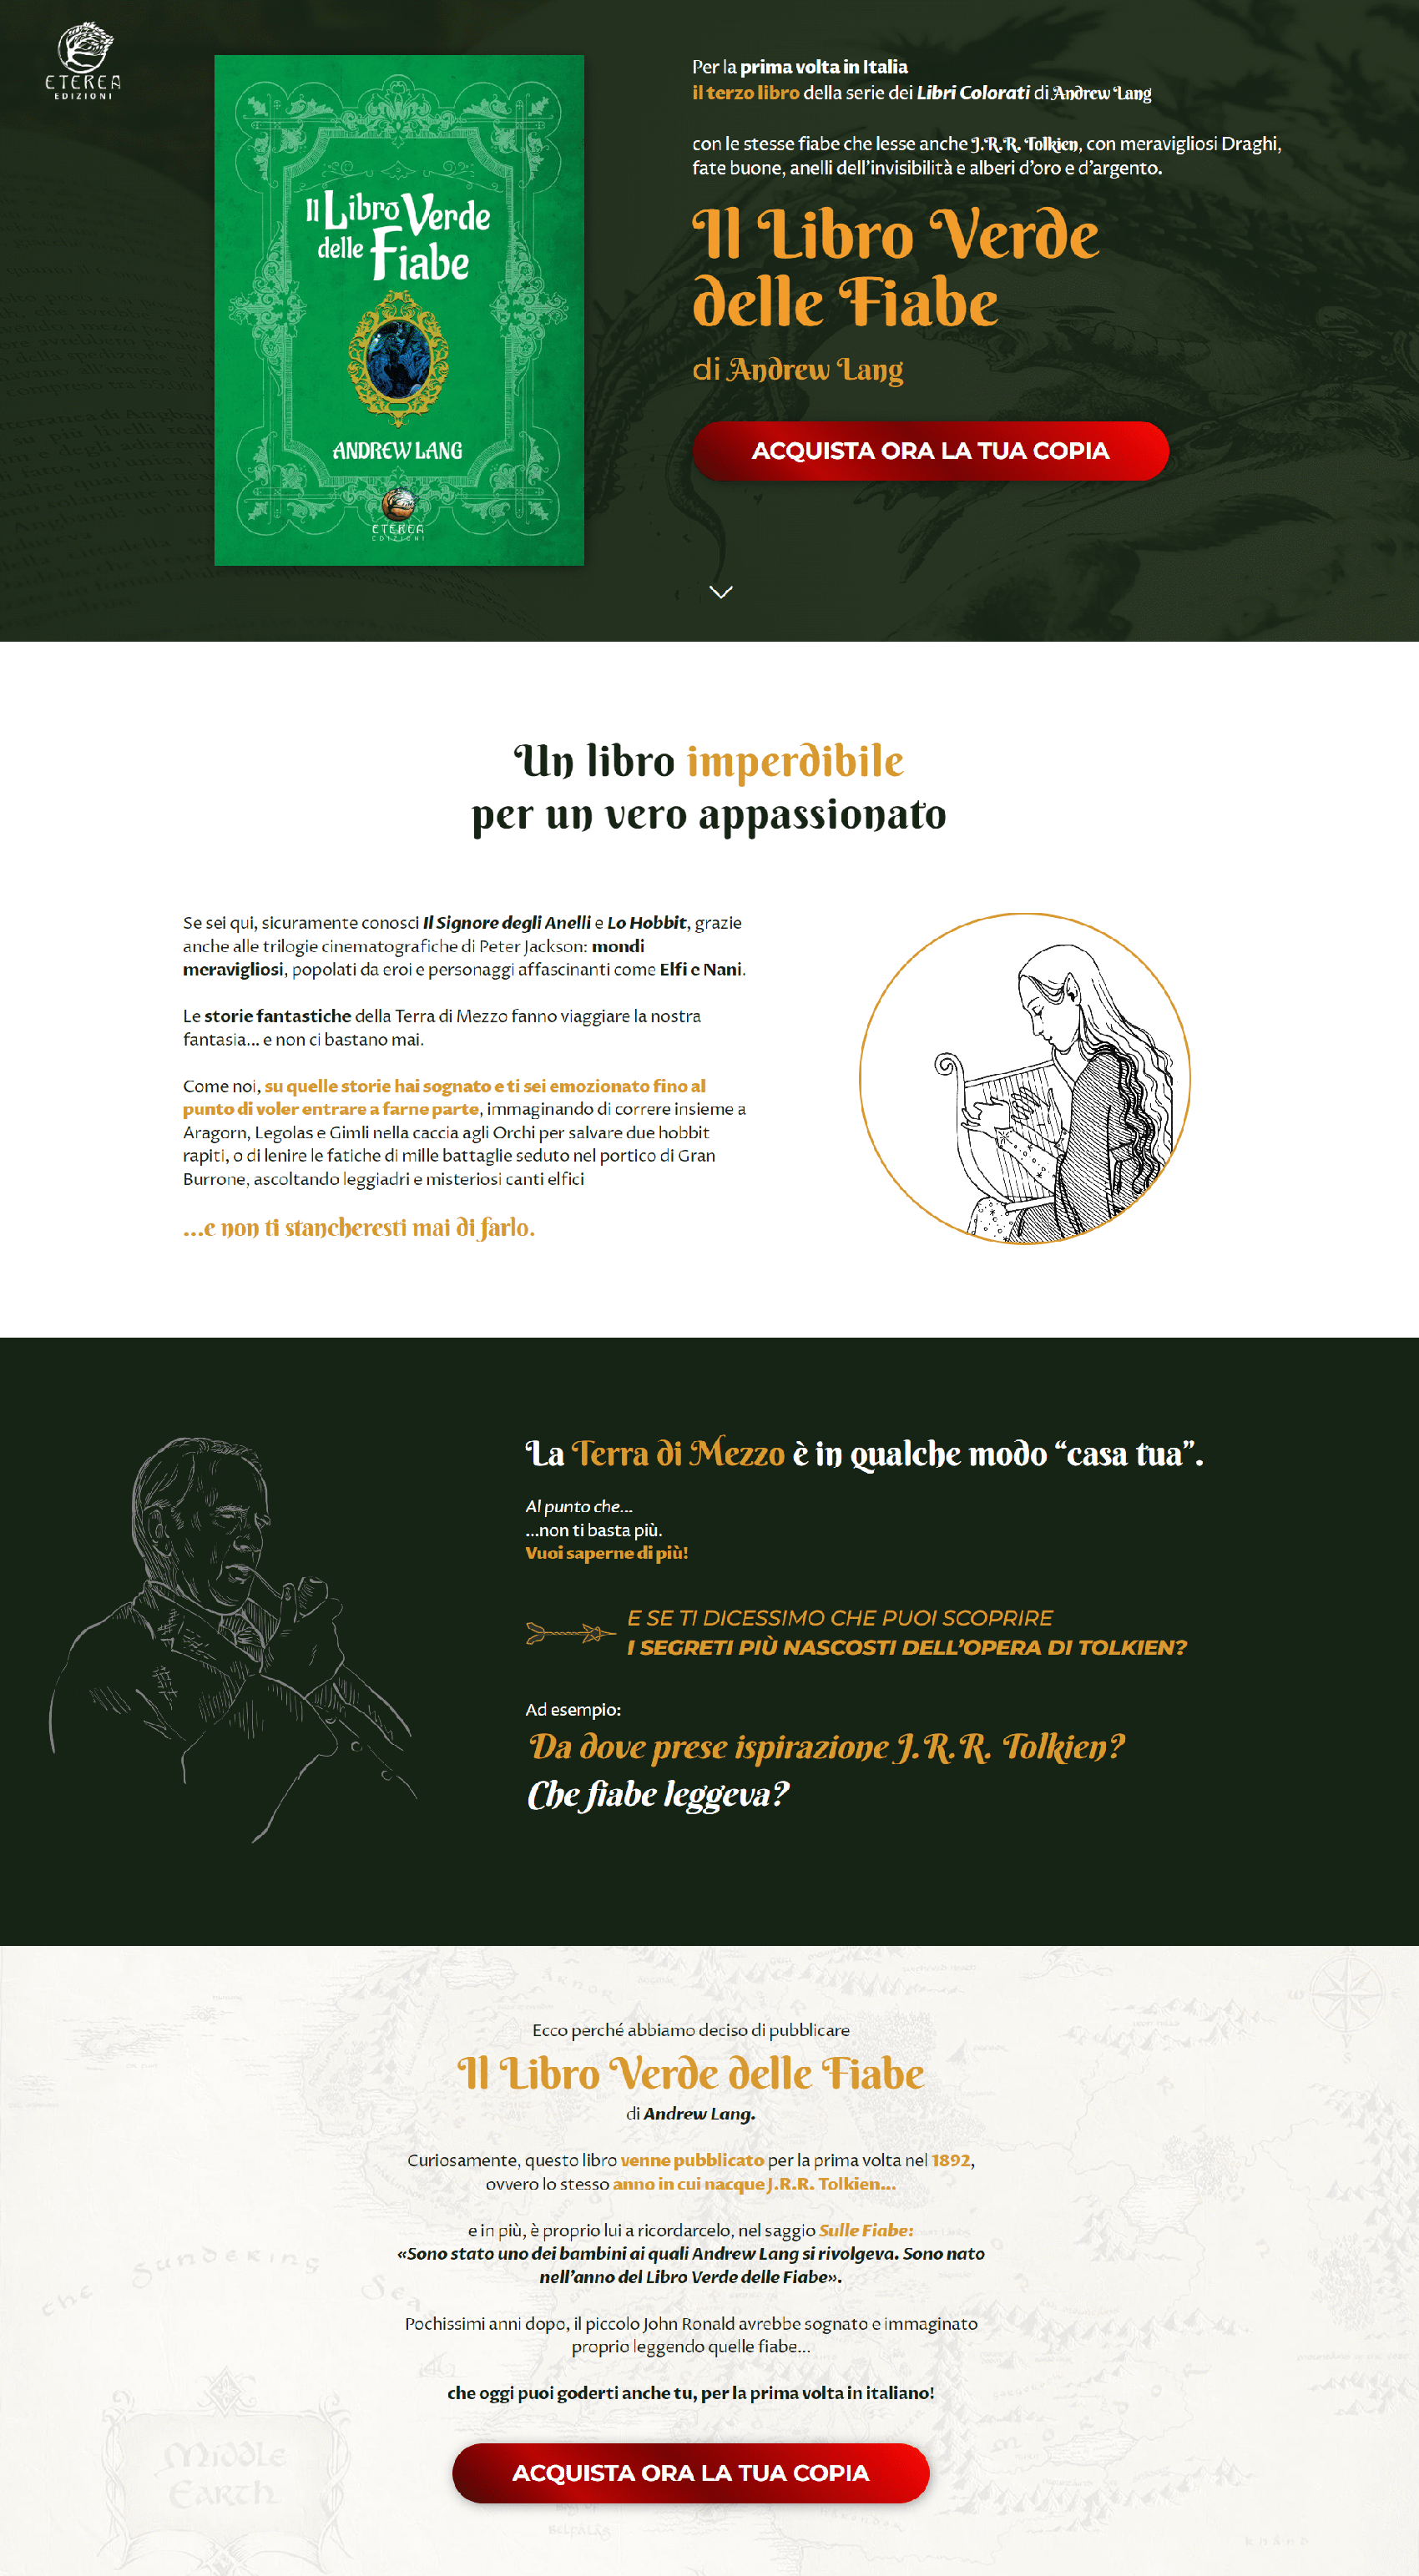 ETEREA
EDIZIONI
Il Libro Verde
delle Fiabe
ANDREW LANG
ETEREA
EDIZIONI
Per la prima volta in Italia
il terzo libro della serie dei Libri Colorati di Andrew Lang
con le stesse fiabe che lesse anche J.R.R. Tolkien, con meravigliosi Draghi,
fate buone, anelli dell’invisibilità e alberi d’oro e d’argento.
Il Libro Verde
delle Fiabe
di Andrew Lang
ACQUISTA ORA LA TUA COPIA
Un libro imperdibile
per un vero appassionato
Se sei qui, sicuramente conosci Il Signore degli Anelli e Lo Hobbit, grazie
anche alle trilogie cinematografiche di Peter Jackson: mondi
meravigliosi, popolati da eroi e personaggi affascinanti come Elfi e Nani.
Le storie fantastiche della Terra di Mezzo fanno viaggiare la nostra
fantasia... e non ci bastano mai.
Come noi, su quelle storie hai sognato e ti sei emozionato fino al
punto di voler entrare a farne parte, immaginando di correre insieme a
Aragorn, Legolas e Gimli nella caccia agli Orchi per salvare due hobbit
rapiti, o di lenire le fatiche di mille battaglie seduto nel portico di Gran
Burrone, ascoltando leggiadri e misteriosi canti elfici
...e non ti stancheresti mai di farlo.
La Terra di Mezzo è in qualche modo “casa tua”.
Al punto che...
...non ti basta più.
Vuoi saperne di più!
E SE TI DICESSIMO CHE PUOI SCOPRIRE
I SEGRETI PIÙ NASCOSTI DELL’OPERA DI TOLKIEN?
Ad esempio:
Da dove prese ispirazione J.R.R. Tolkien?
Che fiabe leggeva?
Ecco perché abbiamo deciso di pubblicare
Il Libro Verde delle Fiabe
di Andrew Lang.
Curiosamente, questo libro venne pubblicato per la prima volta nel 1892,
ovvero lo stesso anno in cui nacque J.R.R. Tolkien...
e in più, è proprio lui a ricordarcelo, nel saggio Sulle Fiabe:
«Sono stato uno dei bambini ai quali Andrew Lang si rivolgeva. Sono nato
nell’anno del Libro Verde delle Fiabe».
Pochissimi anni dopo, il piccolo John Ronald avrebbe sognato e immaginato
proprio leggendo quelle fiabe...
che oggi puoi goderti anche tu, per la prima volta in italiano!
ACQUISTA ORA LA TUA COPIA
ARNOR
The Sundering Sea
Middle
Earth
BELFALAS
KHAND